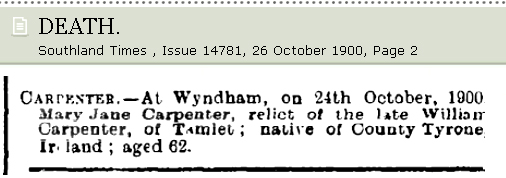 DEATH.
Southland Times , Issue 14781, 26 October 1900, Page 2
CARPENTER.—At Wyndham, on 24th October, 1900
Mary Jane Carpenter, relict of the late William
Carpenter, of Tamlet; native of County Tyrone
Ireland; aged 62.